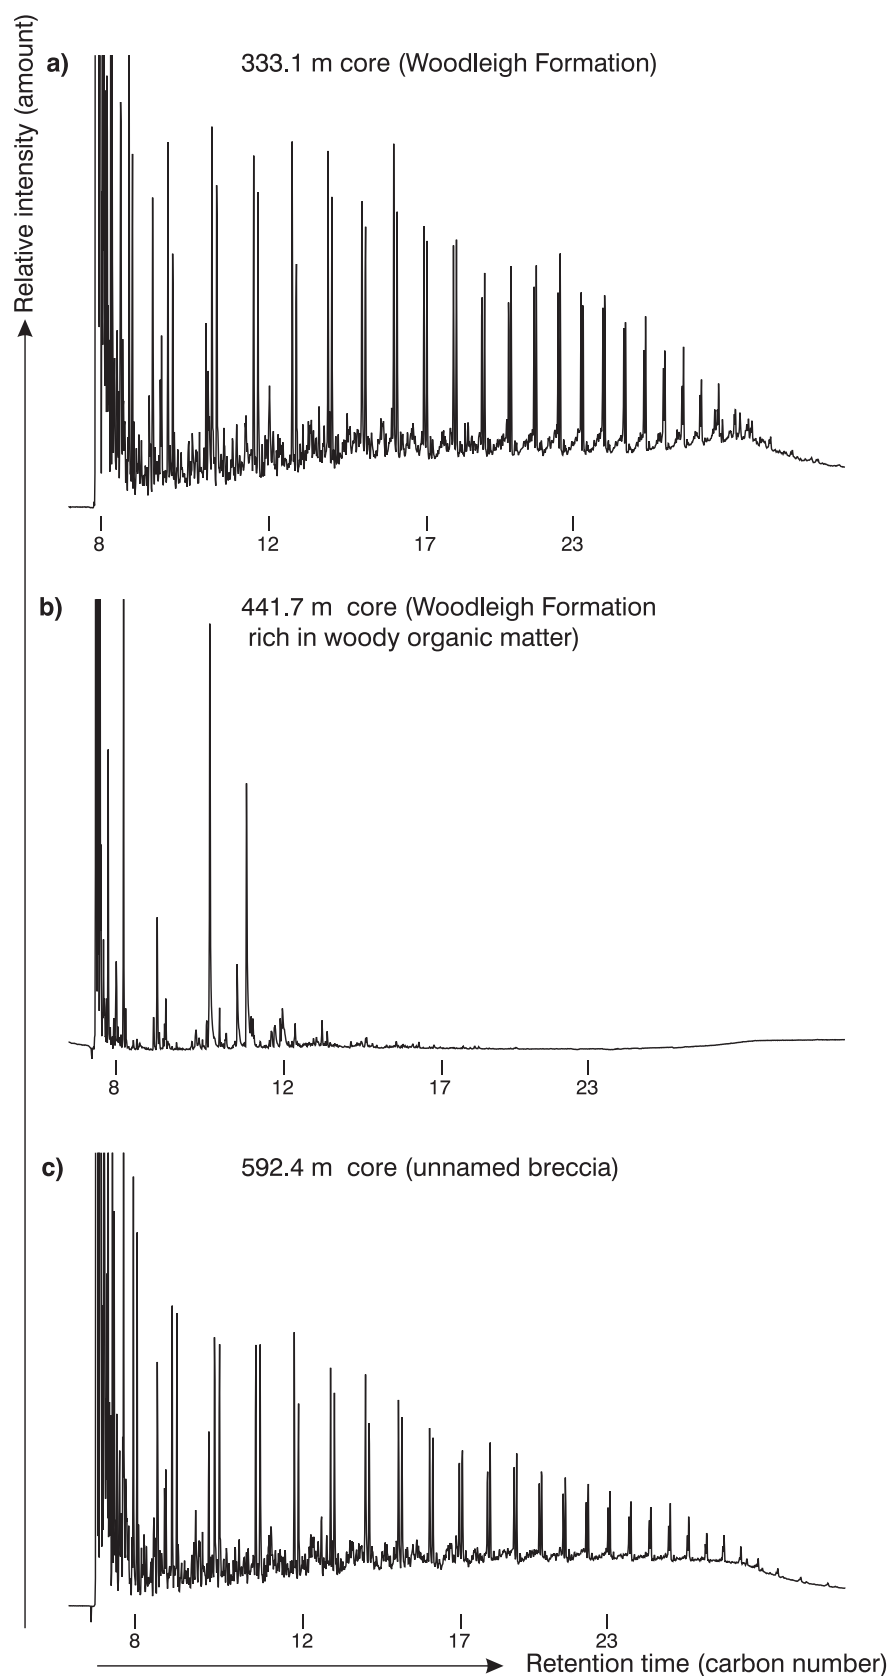 Relative intensity (amount)
a) 333.1 m core (Woodleigh Formation)
8 12 17 23
b) 441.7 m core (Woodleigh Formation
rich in woody organic matter)
8 12 17 23
c) 592.4 m core (unnamed breccia)
8 12 17 23
Retention time (carbon number)